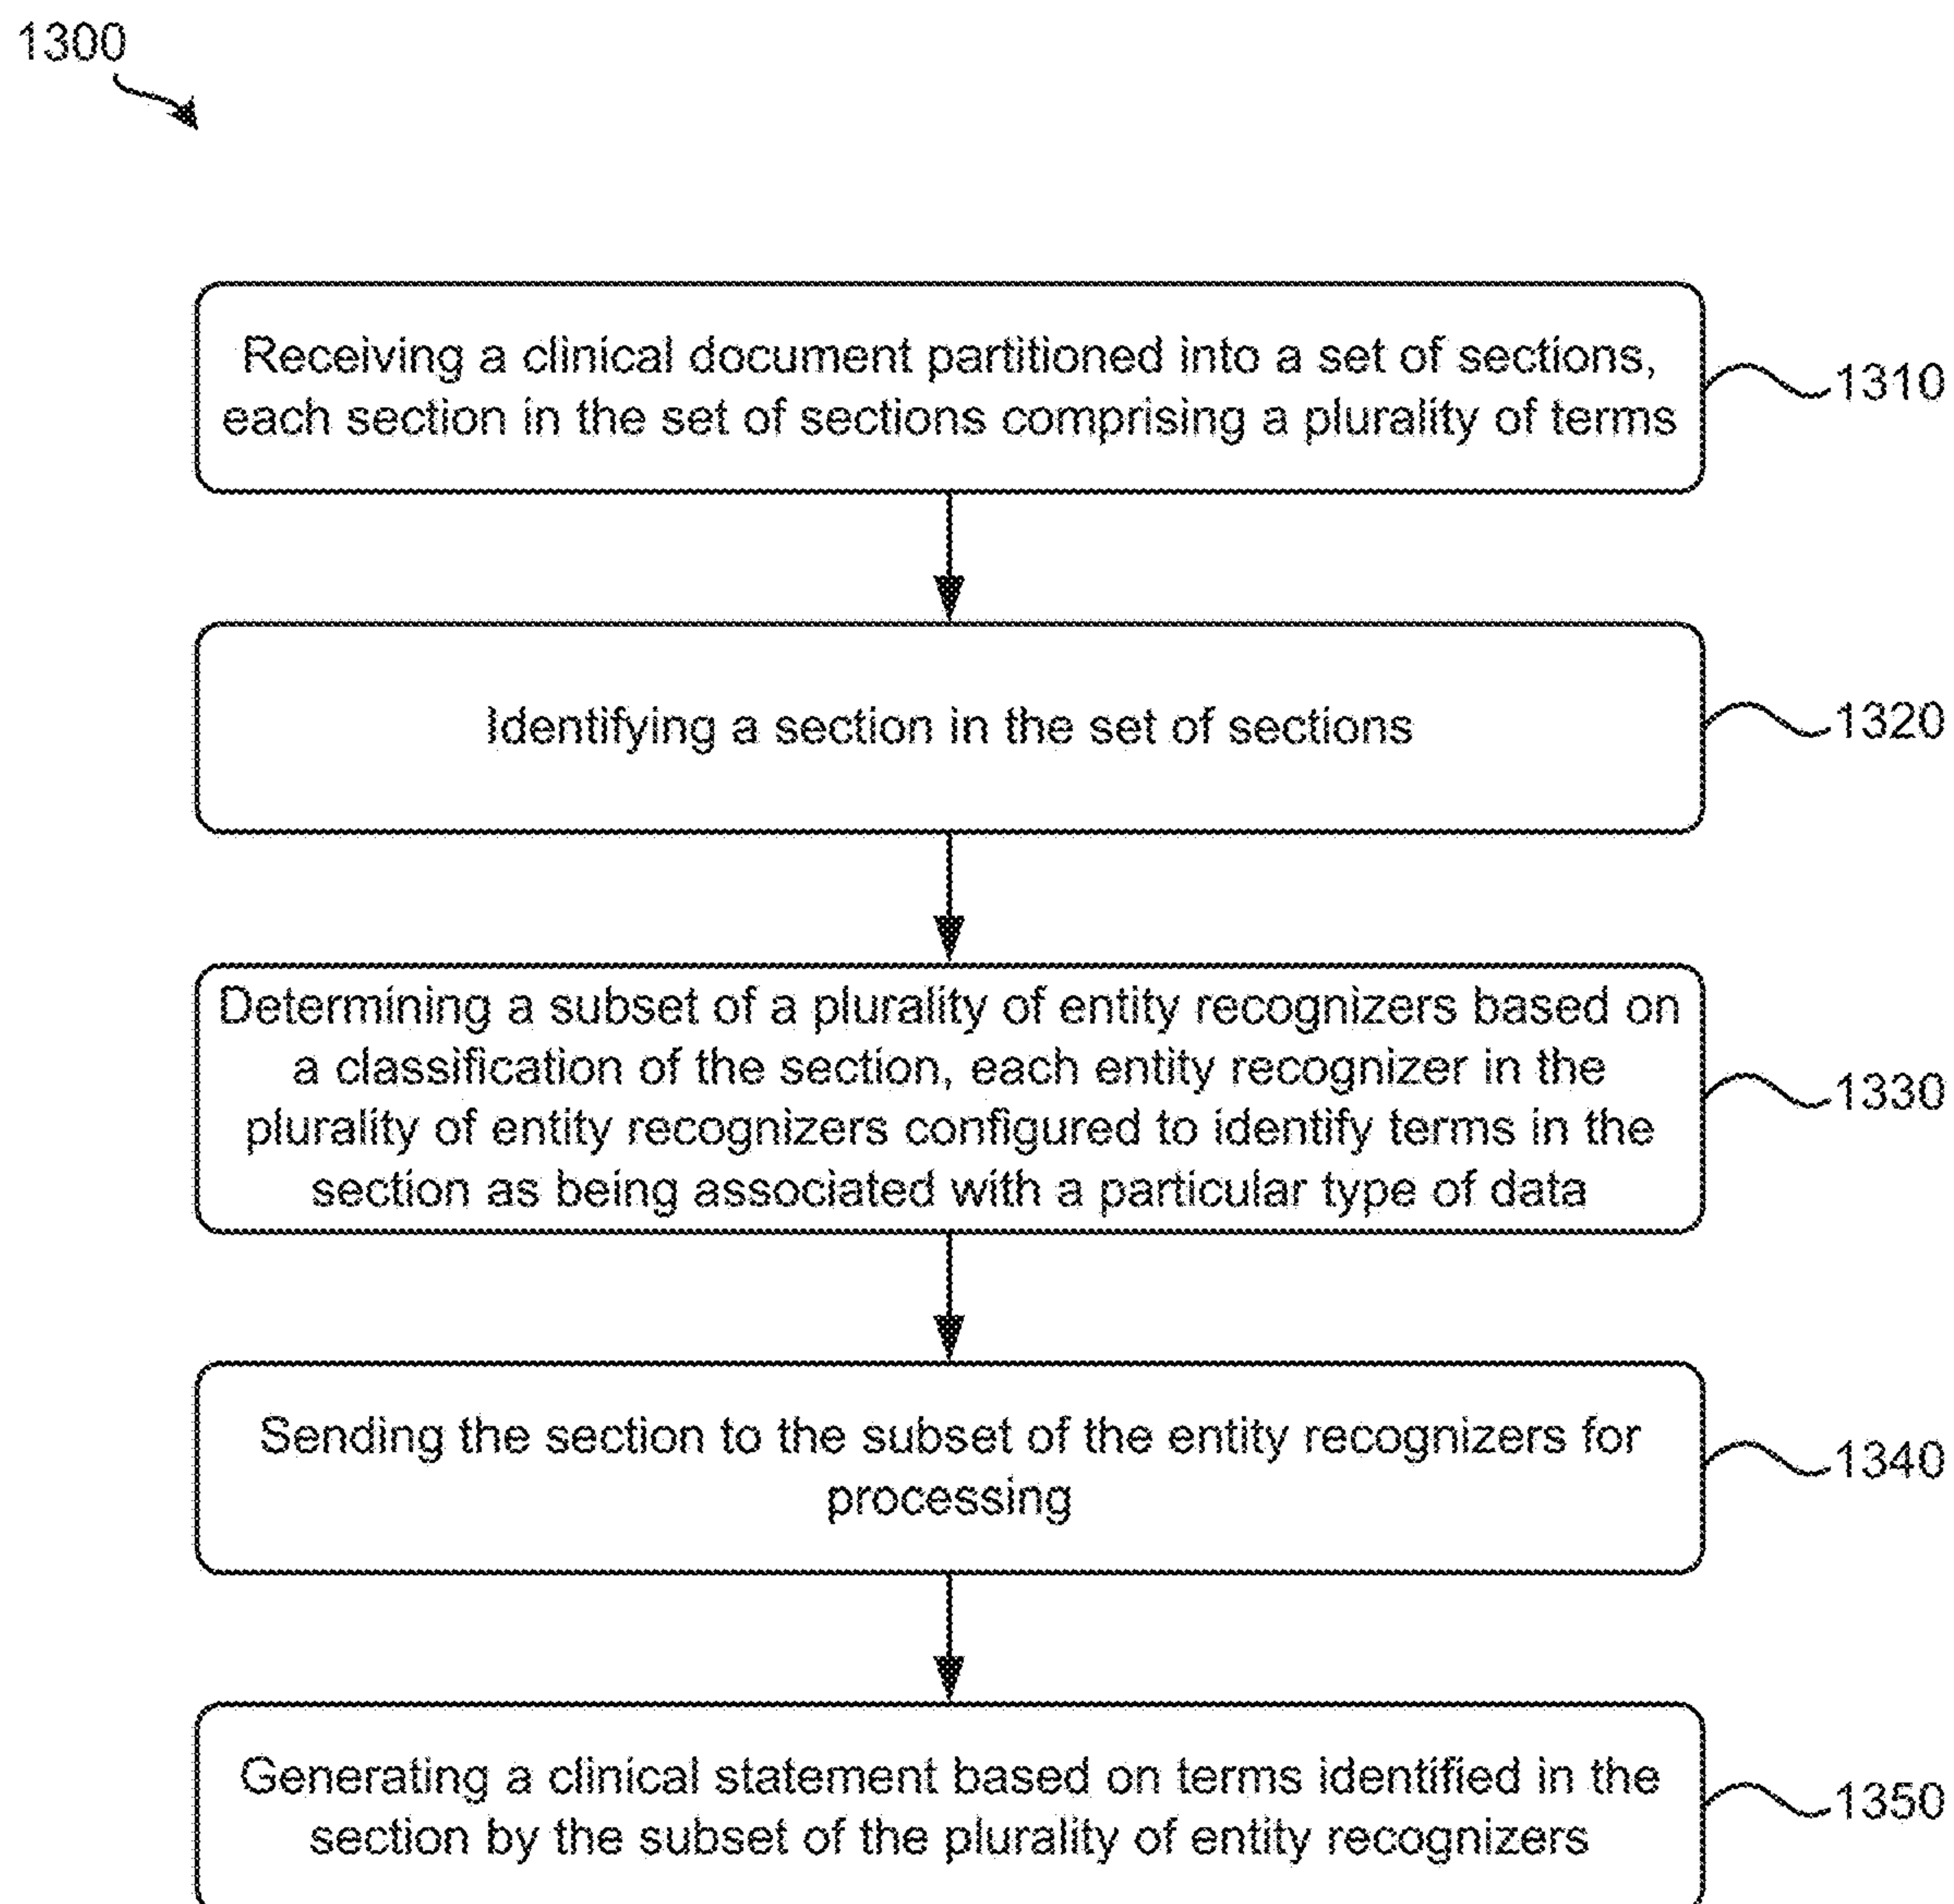 1300
Receiving a clinical document partitioned into a set of sections,
each section in the set of sections comprising a plurality of terms
1310
Identifying a section in the set of sections
1320
Determining a subset of a plurality of entity recognizers based on
a classification of the section, each entity recognizer in the
plurality of entity recognizers configured to identify terms in the
section as being associated with a particular type of data
1330
Sending the section to the subset of the entity recognizers for
processing
1340
Generating a clinical statement based on terms identified in the
section by the subset of the plurality of entity recognizers
1350